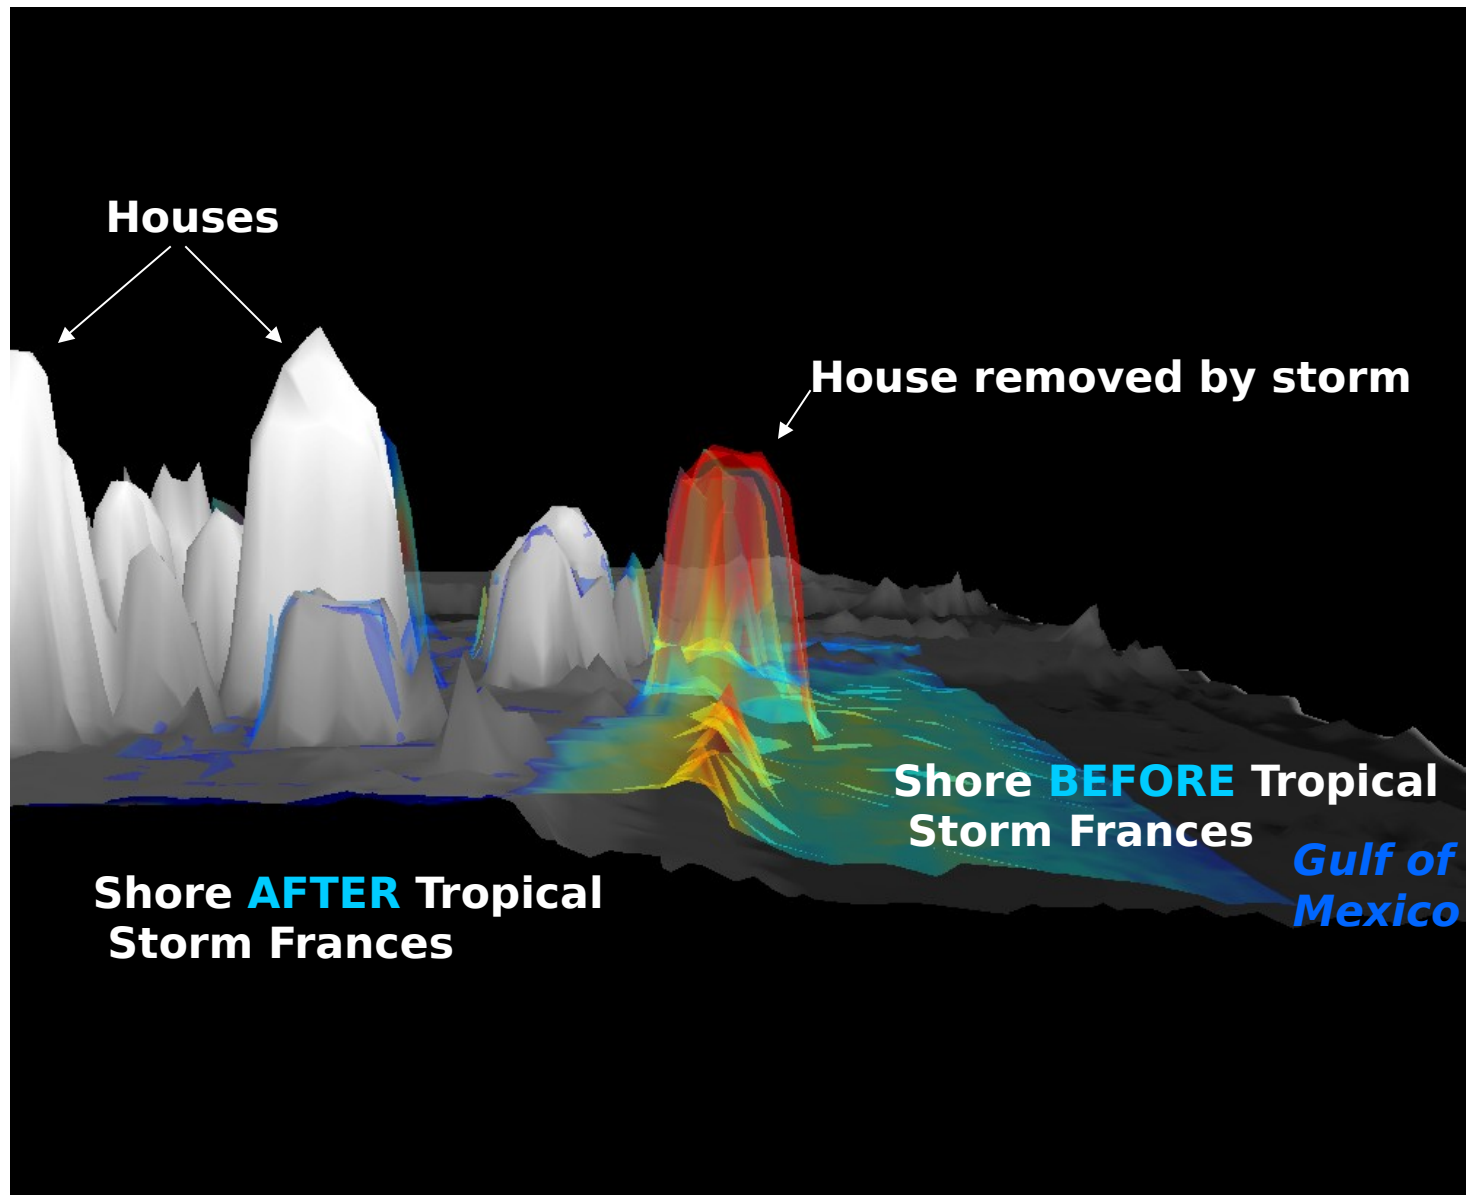 Houses
House removed by storm
Shore BEFORE Tropical
Storm Frances
Gulf of
Mexico
Shore AFTER Tropical
Storm Frances